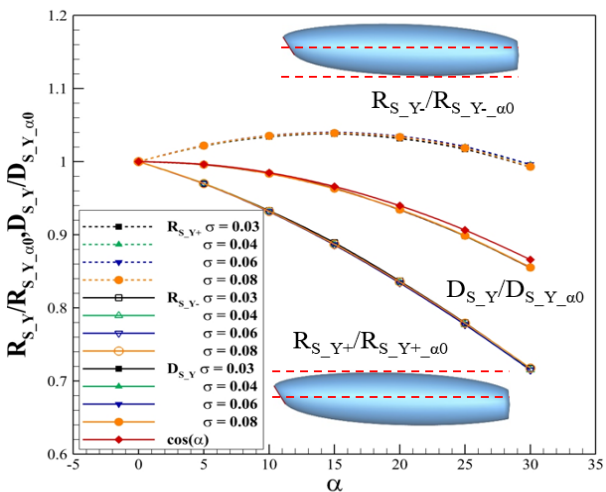 1.2
1.1
1
0.9
0.8
0.7
0.6
R_S_Y/R_S_Y_α0,D_S_Y/D_S_Y_α0
R_S_Y-/R_S_Y-_α0
D_S_Y/D_S_Y_α0
R_S_Y+/R_S_Y+_α0
R_S_Y+ σ = 0.03
σ = 0.04
σ = 0.06
σ = 0.08
R_S_Y- σ = 0.03
σ = 0.04
σ = 0.06
σ = 0.08
D_S_Y σ = 0.03
σ = 0.04
σ = 0.06
σ = 0.08
cos(α)
-5 0 5 10 15 20 25 30 35
α